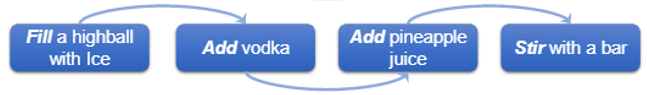 Fill a highball
with Ice
Add vodka
Add pineapple
juice
Stir with a bar